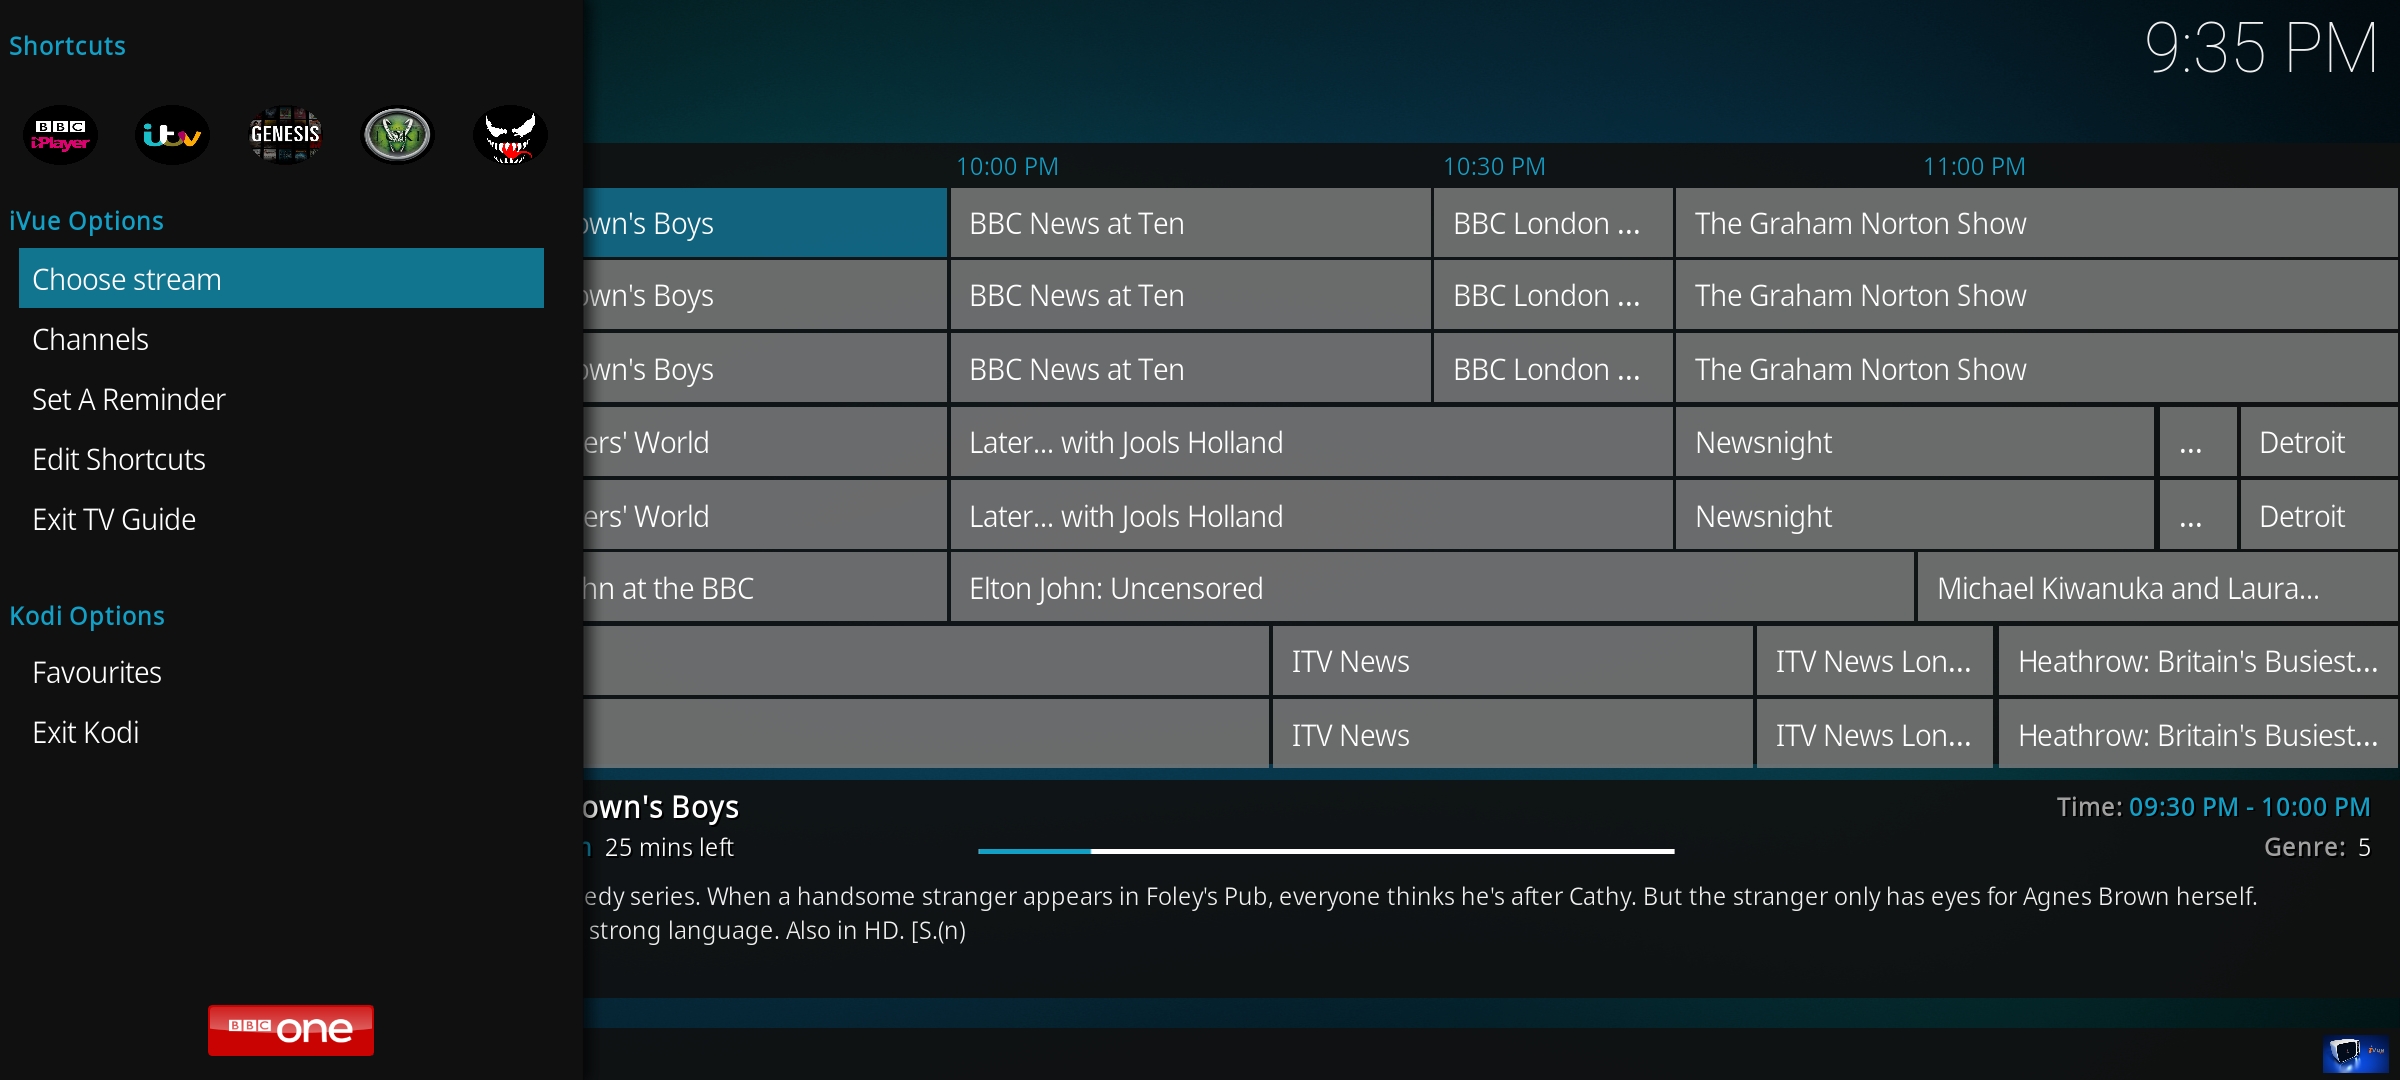 Shortcuts
9:35 PM
BBC iPlayer
itv
GENESIS
iVue Options
Choose stream
Channels
Set A Reminder
Edit Shortcuts
Exit TV Guide
Kodi Options
Favourites
Exit Kodi
BBC one
10:00 PM 10:30 PM 11:00 PM
own's Boys BBC News at Ten BBC London ... The Graham Norton Show
own's Boys BBC News at Ten BBC London ... The Graham Norton Show
own's Boys BBC News at Ten BBC London ... The Graham Norton Show
ers' World Later... with Jools Holland Newsnight ... Detroit
ers' World Later... with Jools Holland Newsnight ... Detroit
hn at the BBC Elton John: Uncensored Michael Kiwanuka and Laura...
ITV News ITV News Lon... Heathrow: Britain's Busiest...
ITV News ITV News Lon... Heathrow: Britain's Busiest...
own's Boys Time: 09:30 PM - 10:00 PM
25 mins left Genre: 5
edy series. When a handsome stranger appears in Foley's Pub, everyone thinks he's after Cathy. But the stranger only has eyes for Agnes Brown herself.
strong language. Also in HD. [S.(n)
iVue